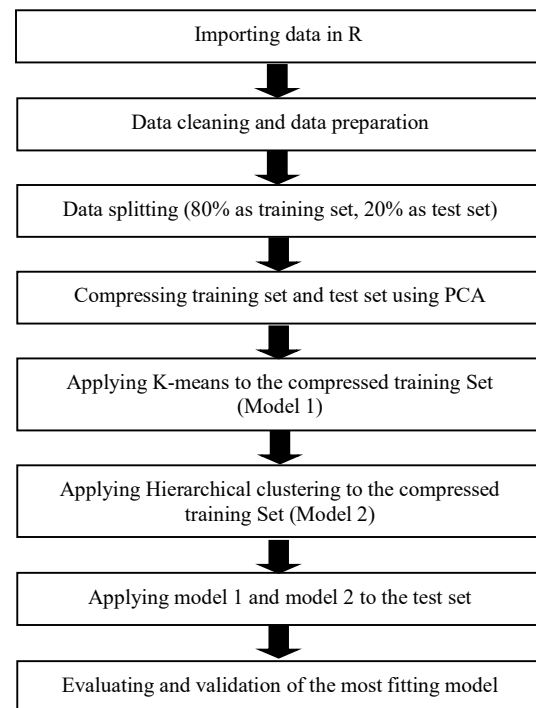 Importing data in R
Data cleaning and data preparation
Data splitting (80% as training set, 20% as test set)
Compressing training set and test set using PCA
Applying K-means to the compressed training Set
(Model 1)
Applying Hierarchical clustering to the compressed
training Set (Model 2)
Applying model 1 and model 2 to the test set
Evaluating and validation of the most fitting model